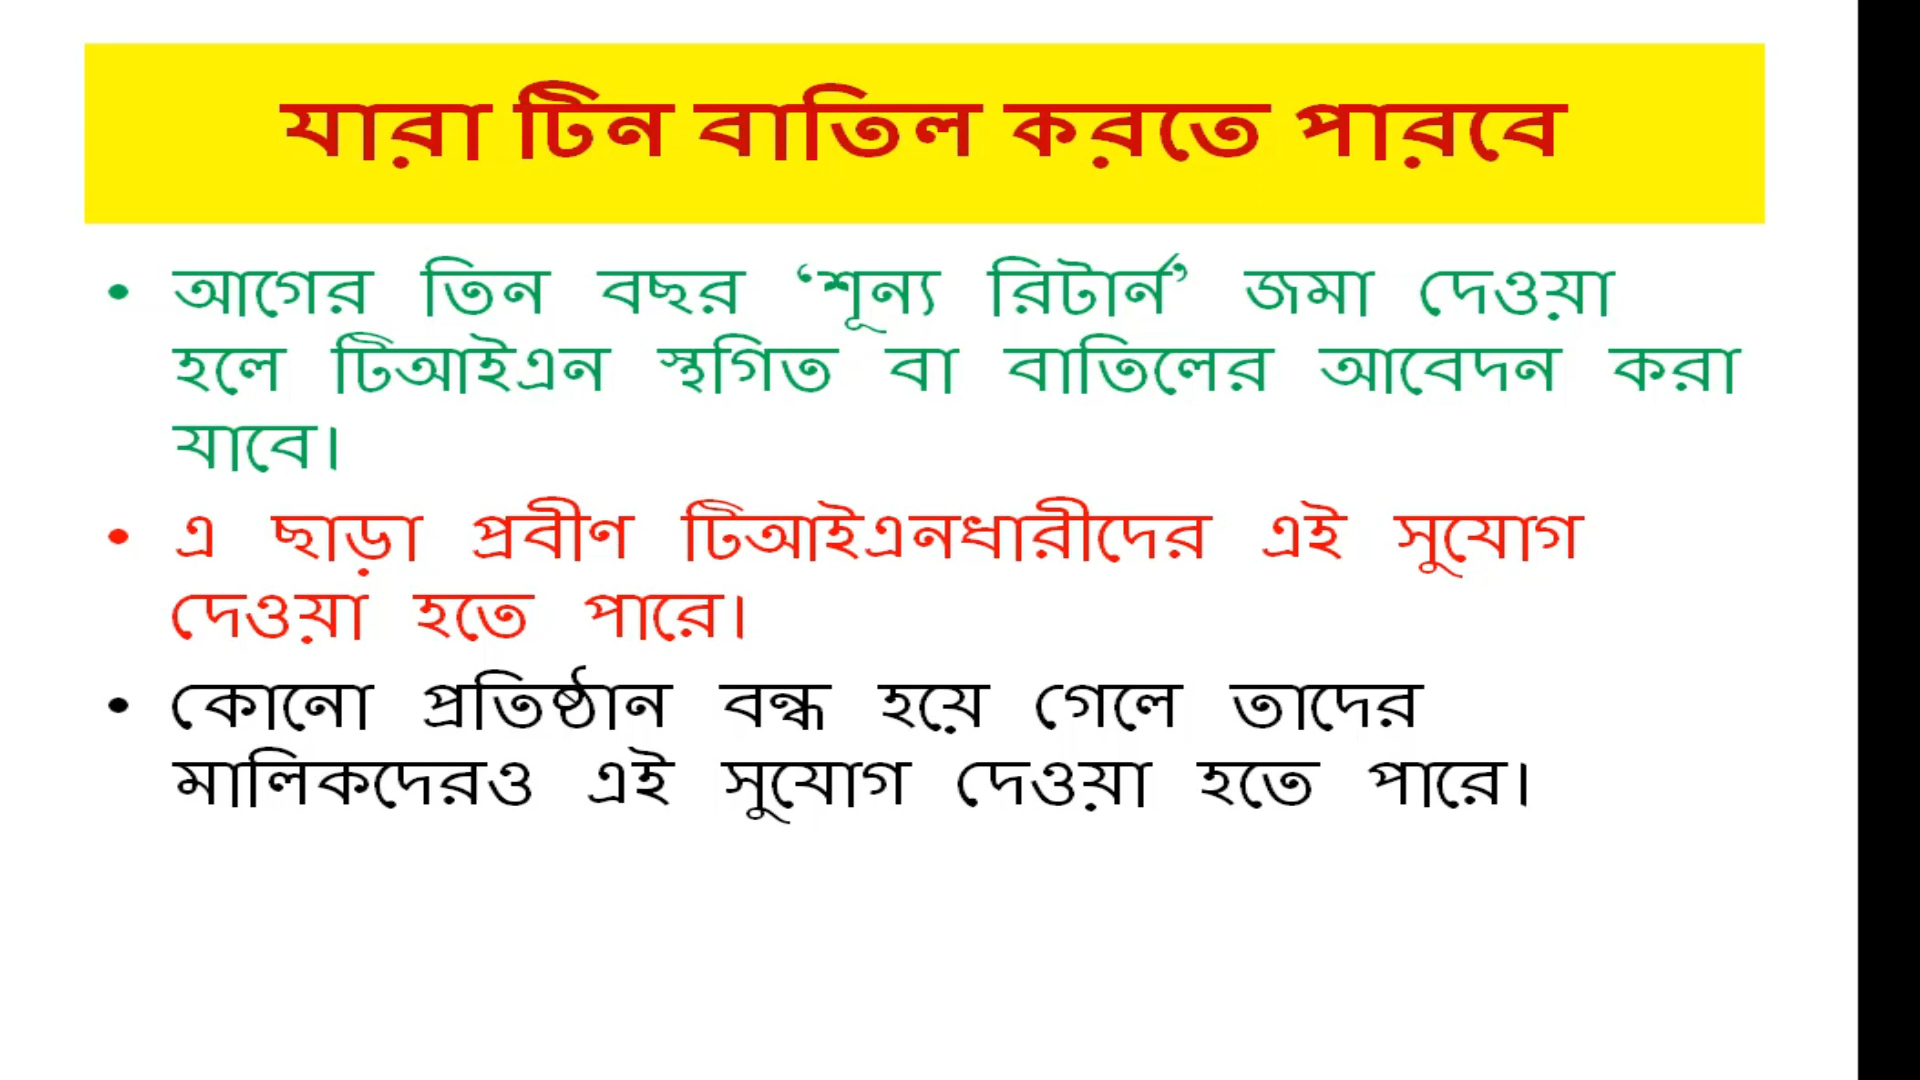 যারা টিন বাতিল করতে পারবে
• আগের তিন বছর ‘শূন্য রিটার্ন’ জমা দেওয়া
হলে টিআইএন স্থগিত বা বাতিলের আবেদন করা
যাবে।
• এ ছাড়া প্রবীণ টিআইএনধারীদের এই সুযোগ
দেওয়া হতে পারে।
• কোনো প্রতিষ্ঠান বন্ধ হয়ে গেলে তাদের
মালিকদেরও এই সুযোগ দেওয়া হতে পারে।